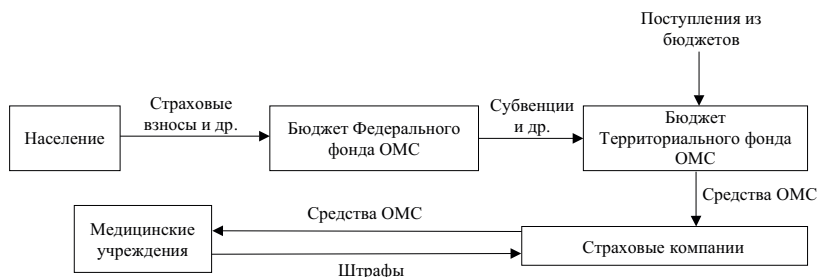 Поступления из
бюджетов
Население
Страховые
взносы и др.
Бюджет Федерального
фонда ОМС
Субвенции
и др.
Бюджет
Территориального фонда
ОМС
Средства ОМС
Медицинские
учреждения
Средства ОМС
Штрафы
Страховые компании